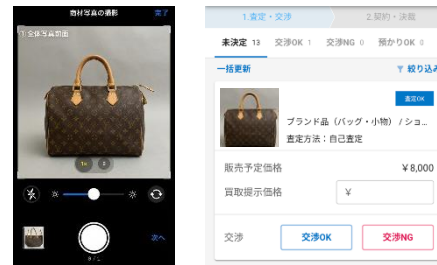 商材写真の撮影
完了
1 全体写真前面
1x
次へ
1.査定・交渉
2.契約・決裁
未決定 13
交渉OK 1
交渉NG 0
預かりOK 0
一括更新
絞り込み
査定OK
ブランド品（バッグ・小物）/ ショ...
査定方法：自己査定
販売予定価格
¥8,000
買取提示価格
¥
交渉
交渉OK
交渉NG